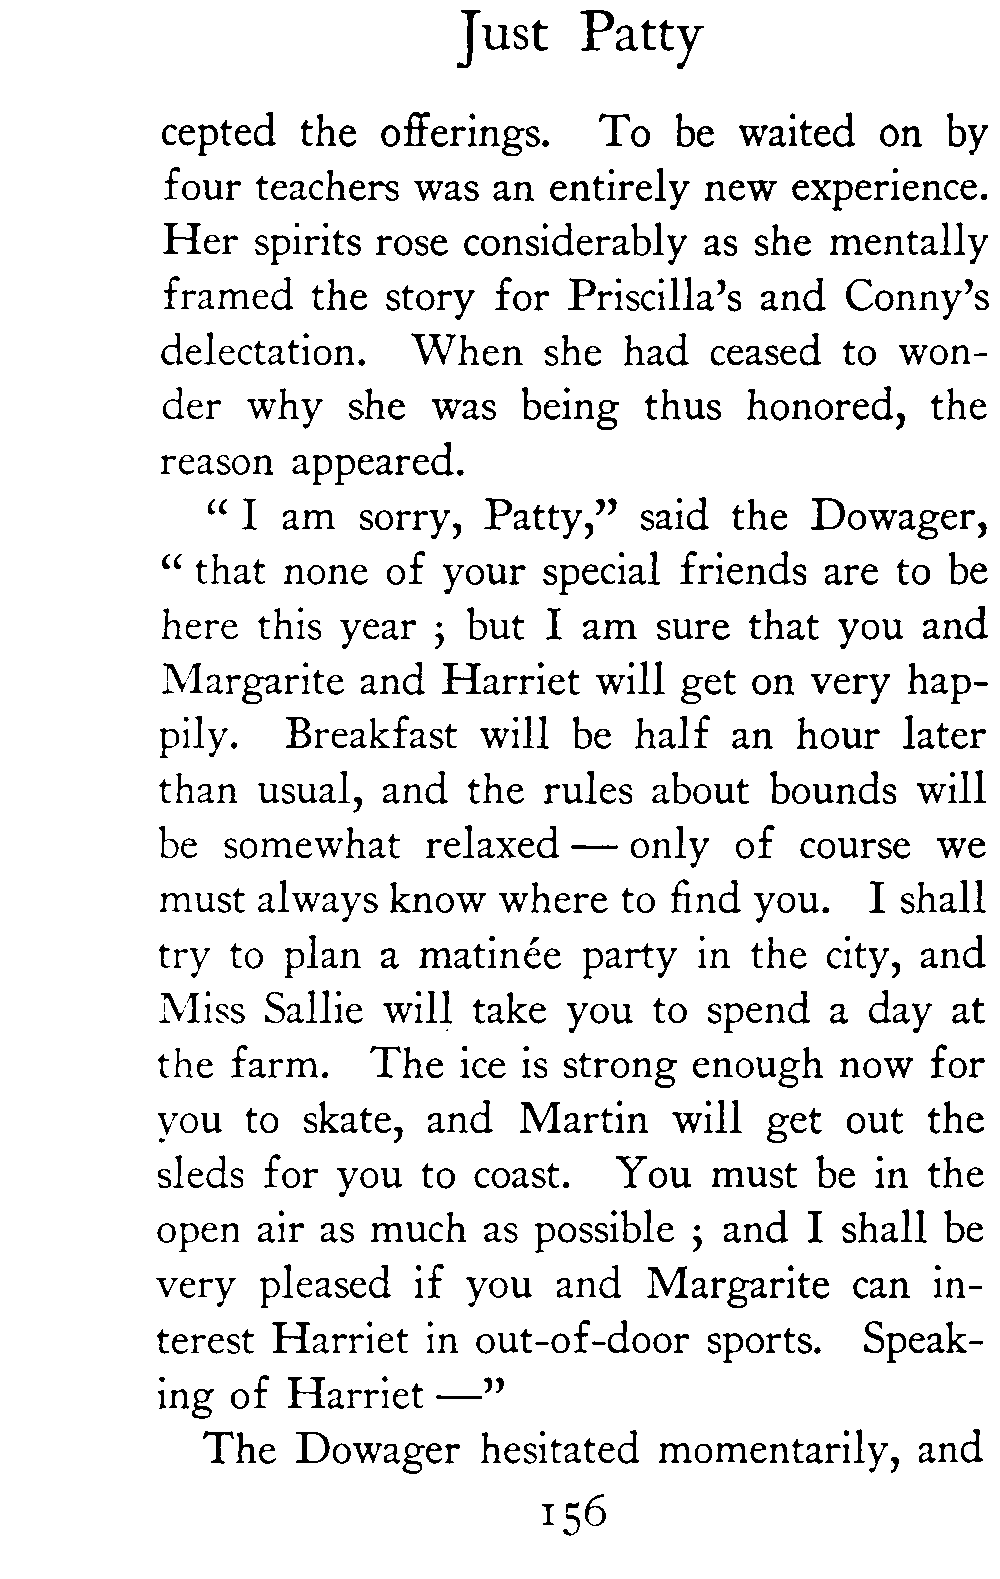 Just Patty
cepted the offerings. To be waited on by
four teachers was an entirely new experience.
Her spirits rose considerably as she mentally
framed the story for Priscilla's and Conny's
delectation. When she had ceased to won-
der why she was being thus honored, the
reason appeared.
“ I am sorry, Patty,” said the Dowager,
“ that none of your special friends are to be
here this year ; but I am sure that you and
Margarite and Harriet will get on very hap-
pily. Breakfast will be half an hour later
than usual, and the rules about bounds will
be somewhat relaxed — only of course we
must always know where to find you. I shall
try to plan a matinée party in the city, and
Miss Sallie will take you to spend a day at
the farm. The ice is strong enough now for
you to skate, and Martin will get out the
sleds for you to coast. You must be in the
open air as much as possible ; and I shall be
very pleased if you and Margarite can in-
terest Harriet in out-of-door sports. Speak-
ing of Harriet —”
The Dowager hesitated momentarily, and
156